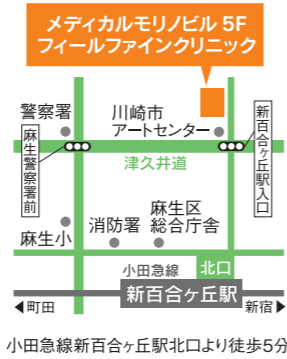 メディカルモリノビル 5F
フィールファインクリニック
警察署
川崎市
アートセンター
新百合ヶ丘駅入口
麻生警察署前
津久井道
麻生小
消防署
麻生区
総合庁舎
小田急線
北口
新百合ヶ丘駅
◀町田
新宿▶
小田急線新百合ヶ丘駅北口より徒歩5分